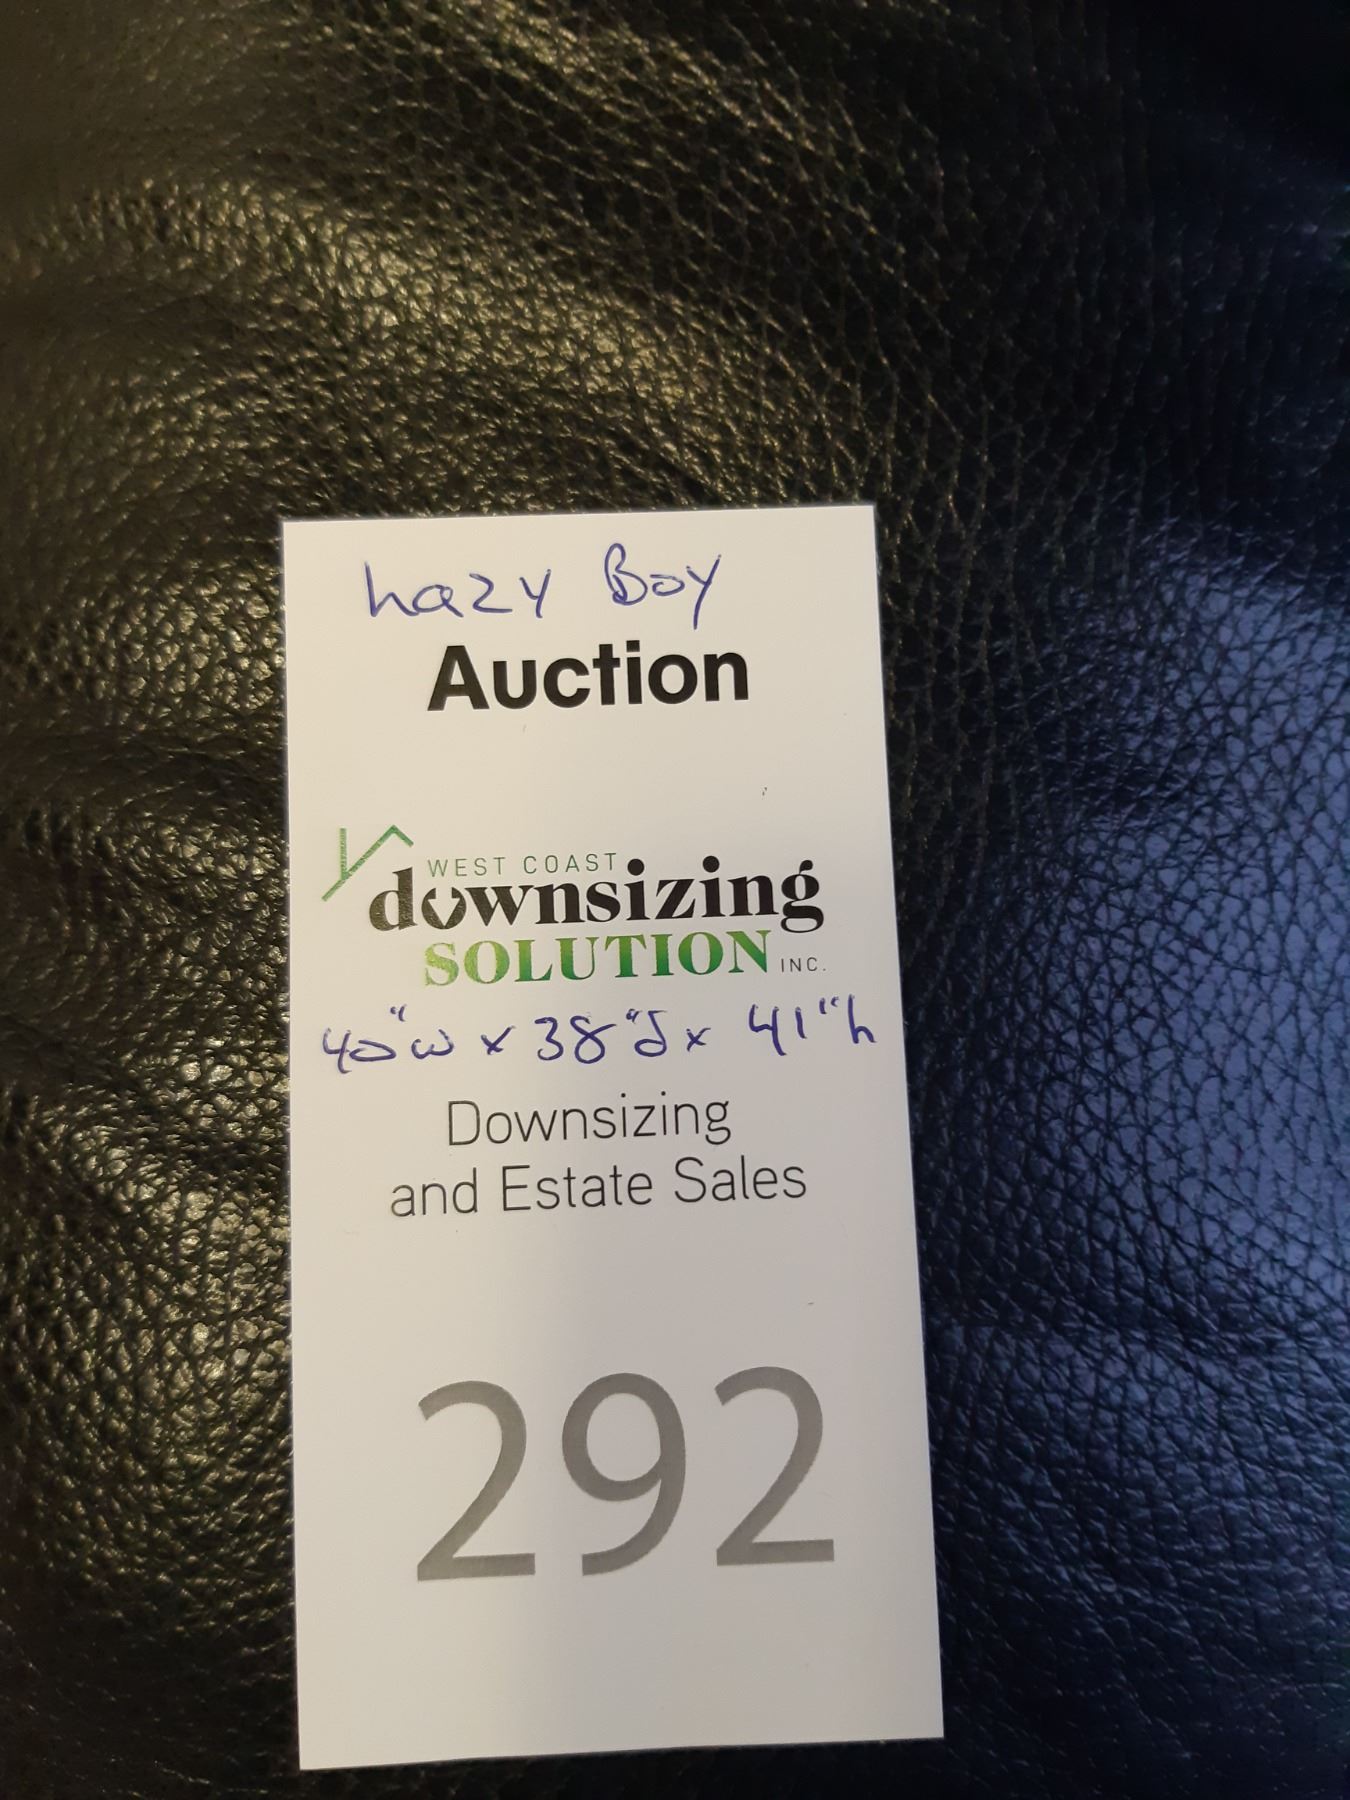 Lazy Boy
Auction
WEST COAST
downsizing
SOLUTION INC.
40"w x 38"d x 41"h
Downsizing
and Estate Sales
292